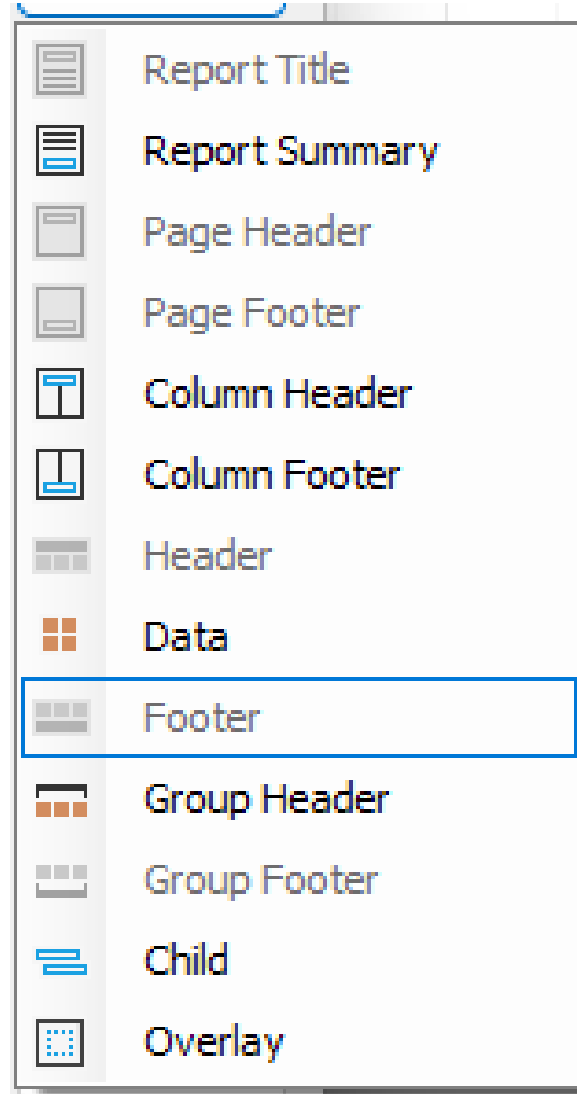 Report Title
Report Summary
Page Header
Page Footer
Column Header
Column Footer
Header
Data
Footer
Group Header
Group Footer
Child
Overlay